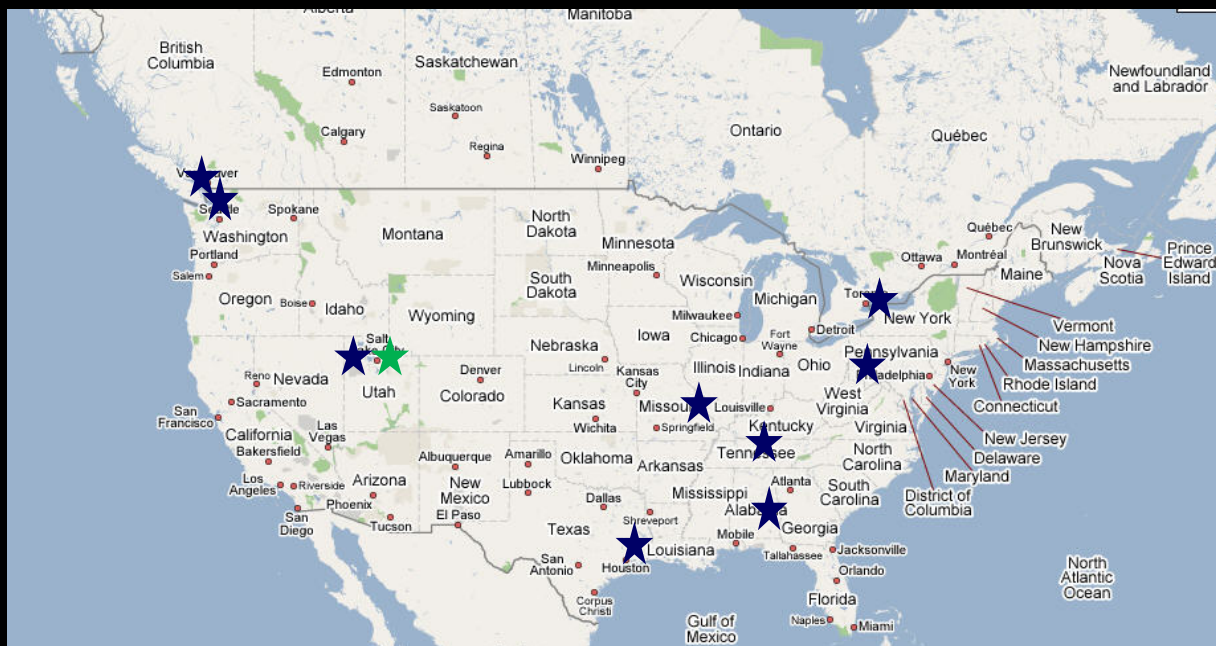 Manitoba
British
Columbia
Saskatchewan
Edmonton
Newfoundland
and Labrador
Saskatoon
Calgary
Ontario
Québec
Regina
Winnipeg
Spokane
Washington
Montana
North
Dakota
Minnesota
Québec
New
Brunswick
Prince
Edward
Island
Nova
Scotia
Portland
Salem
Minneapolis
Ottawa
Montréal
Maine
South
Dakota
Wisconsin
Oregon
Boise
Idaho
Wyoming
Michigan
Milwaukee
New York
Vermont
New Hampshire
Massachusetts
Rhode Island
Connecticut
New Jersey
Delaware
Maryland
District of
Columbia
Salt
Iowa
Chicago
Detroit
Fort
Wayne
Nebraska
Lincoln
Illinois
Indiana
Ohio
Pennsylvania
New
York
Reno
Nevada
Utah
Denver
Colorado
Kansas
City
Sacramento
San
Francisco
California
Las
Vegas
Kansas
Wichita
Springfield
Louisville
Kentucky
West
Virginia
Virginia
Bakersfield
Los
Angeles
Riverside
Arizona
Albuquerque
Amarillo
Oklahoma
Arkansas
North
Carolina
Phoenix
San
Diego
Tucson
New
Mexico
El Paso
Lubbock
Dallas
Mississippi
Atlanta
South
Carolina
Georgia
Texas
Shreveport
Louisiana
Mobile
Tallahassee
Jacksonville
San
Antonio
Houston
Corpus
Christi
Orlando
Florida
Naples
Miami
Gulf of
Mexico
North
Atlantic
Ocean